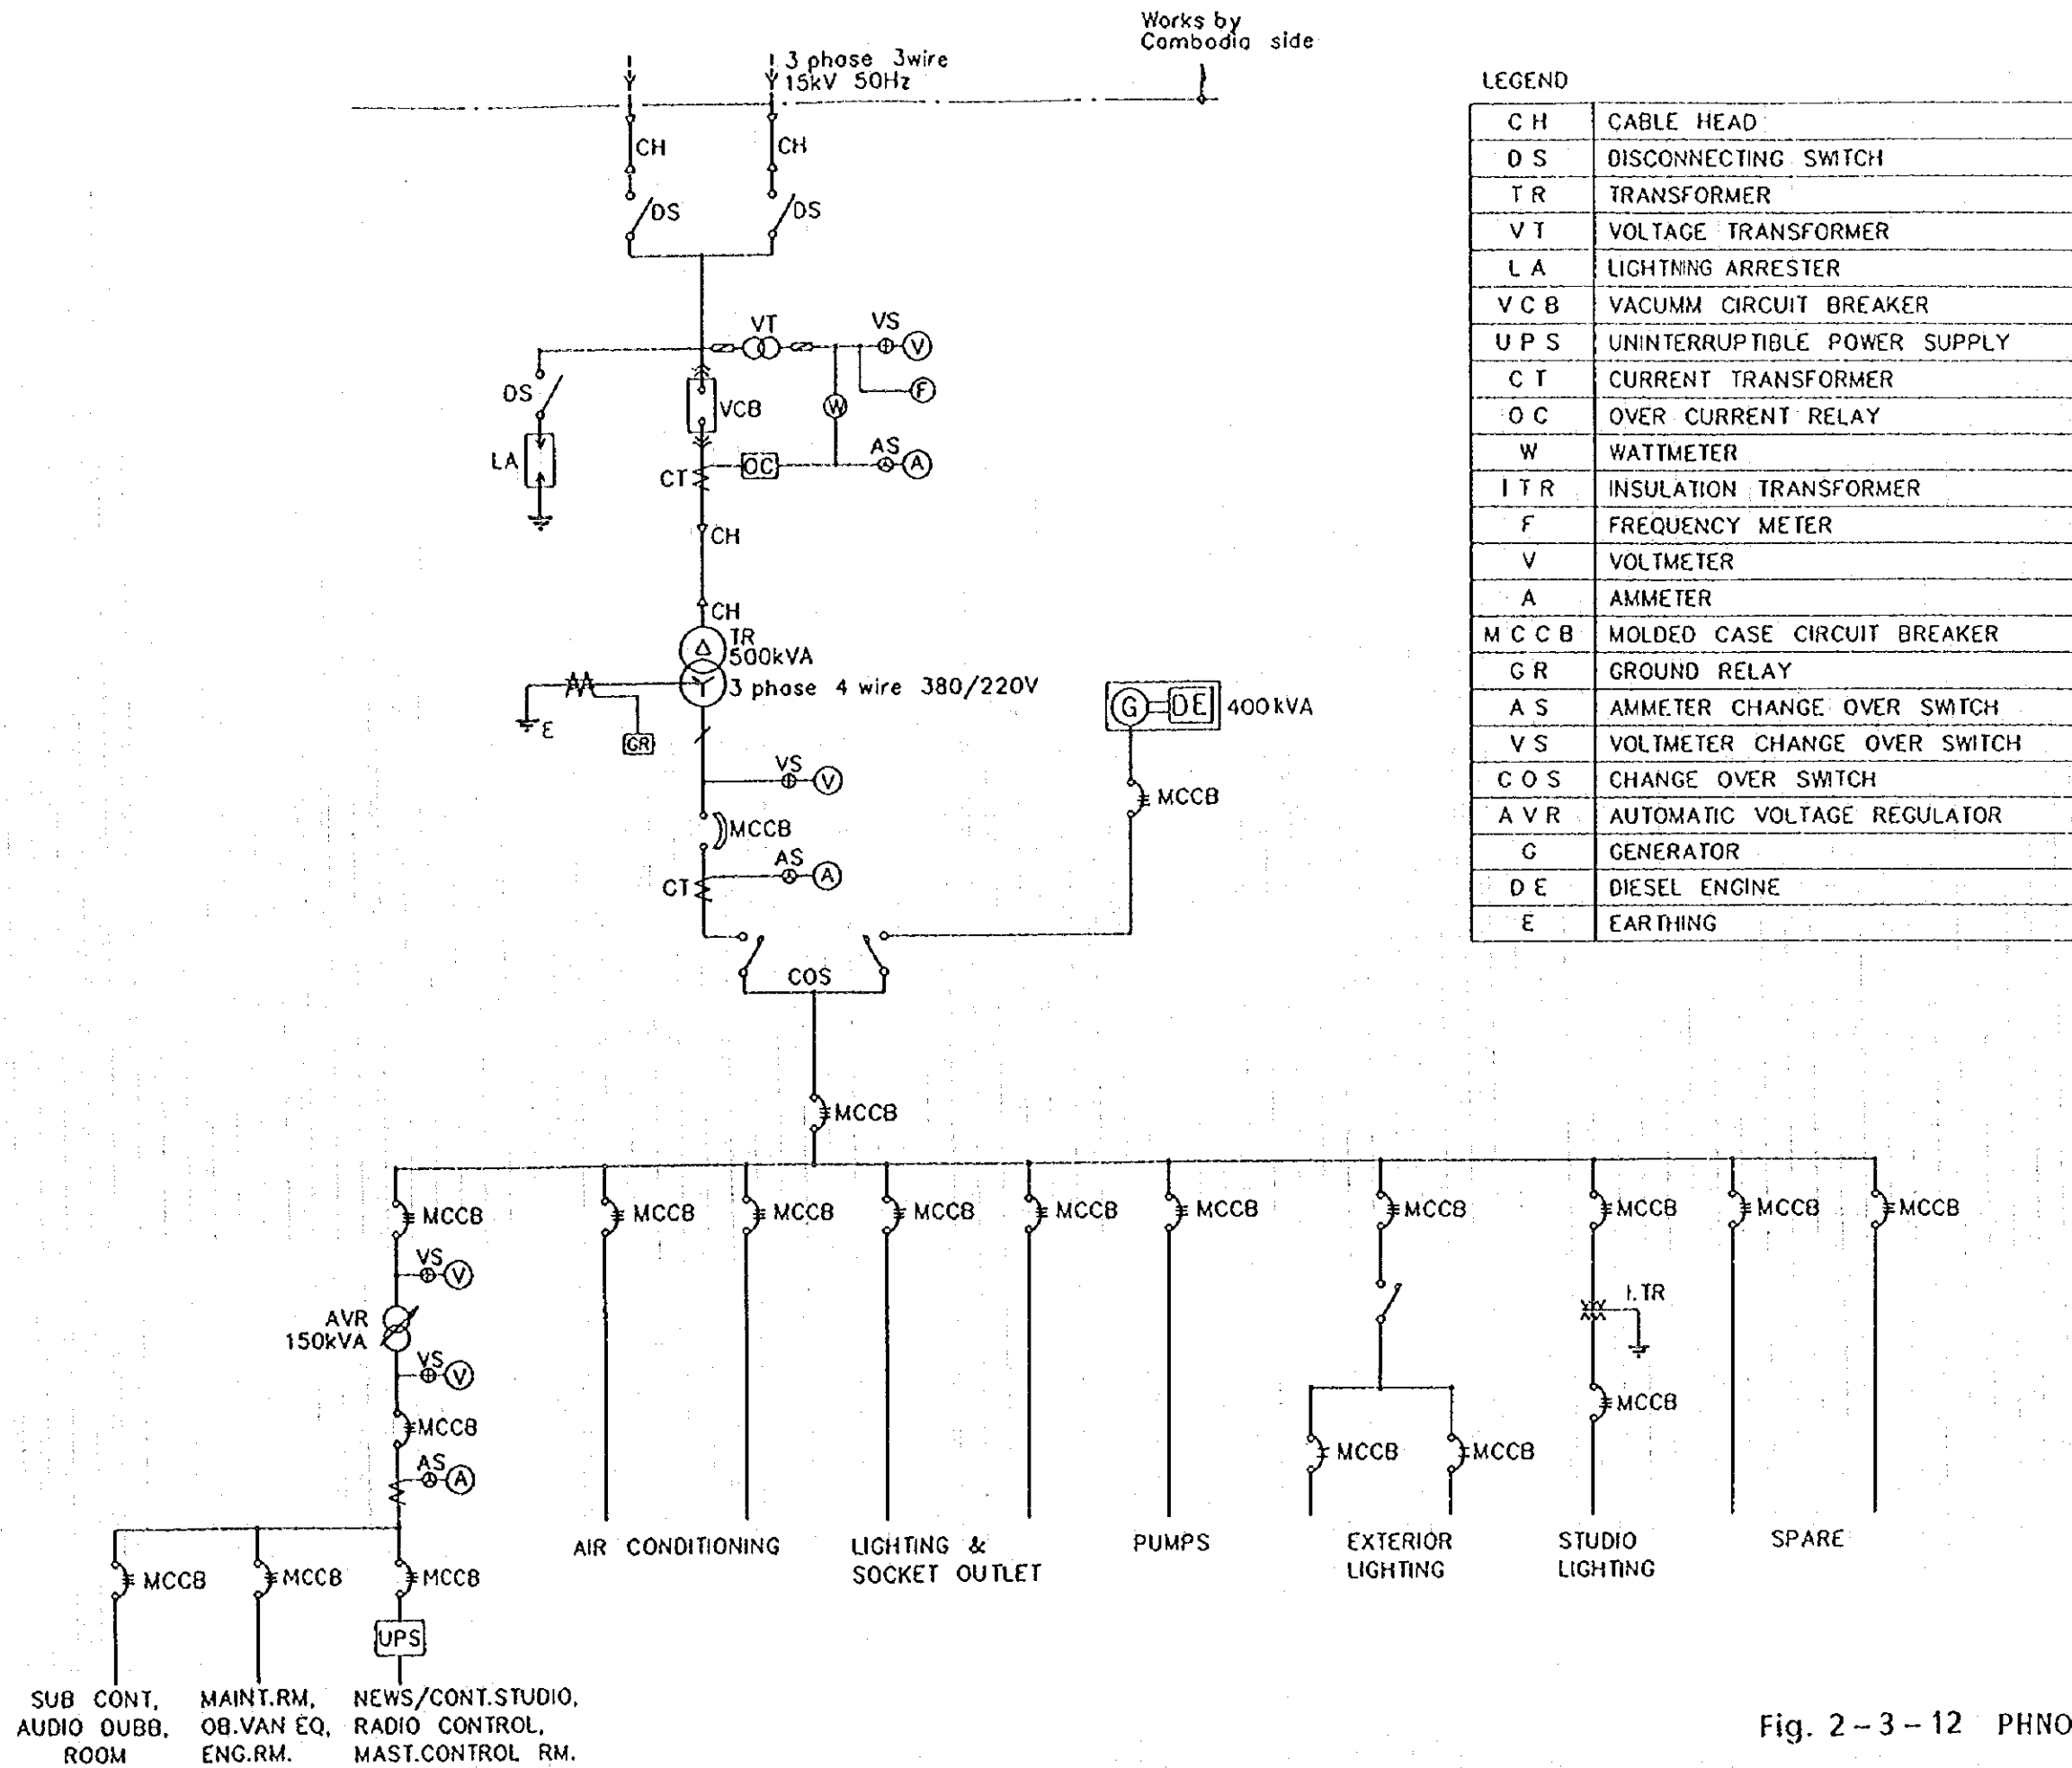 Works by
Cambodia side
3 phase 3wire
15kV 50Hz
CH
CH
DS
DS
VT
VS
V
F
DS
VCB
W
LA
CT
OC
AS
A
CH
CH
TR
500kVA
3 phase 4 wire 380/220V
E
GR
G
DE
400kVA
VS
V
MCCB
MCCB
AS
A
CT
COS
MCCB
MCCB
MCCB
MCCB
MCCB
MCCB
MCCB
MCCB
MCCB
MCCB
MCCB
VS
V
AVR
150kVA
VS
V
I.TR
MCCB
MCCB
MCCB
MCCB
AS
A
AIR CONDITIONING
LIGHTING &
SOCKET OUTLET
PUMPS
EXTERIOR
LIGHTING
STUDIO
LIGHTING
SPARE
MCCB
MCCB
MCCB
UPS
SUB CONT,
AUDIO DUBB,
ROOM
MAINT.RM,
OB.VAN EQ,
ENG.RM.
NEWS/CONT.STUDIO,
RADIO CONTROL,
MAST.CONTROL RM.
LEGEND
CH CABLE HEAD
DS DISCONNECTING SWITCH
TR TRANSFORMER
VT VOLTAGE TRANSFORMER
LA LIGHTNING ARRESTER
VCB VACUMM CIRCUIT BREAKER
UPS UNINTERRUPTIBLE POWER SUPPLY
CT CURRENT TRANSFORMER
OC OVER CURRENT RELAY
W WATTMETER
ITR INSULATION TRANSFORMER
F FREQUENCY METER
V VOLTMETER
A AMMETER
MCCB MOLDED CASE CIRCUIT BREAKER
GR GROUND RELAY
AS AMMETER CHANGE OVER SWITCH
VS VOLTMETER CHANGE OVER SWITCH
COS CHANGE OVER SWITCH
AVR AUTOMATIC VOLTAGE REGULATOR
G GENERATOR
DE DIESEL ENGINE
E EARTHING
Fig. 2-3-12 PHNO